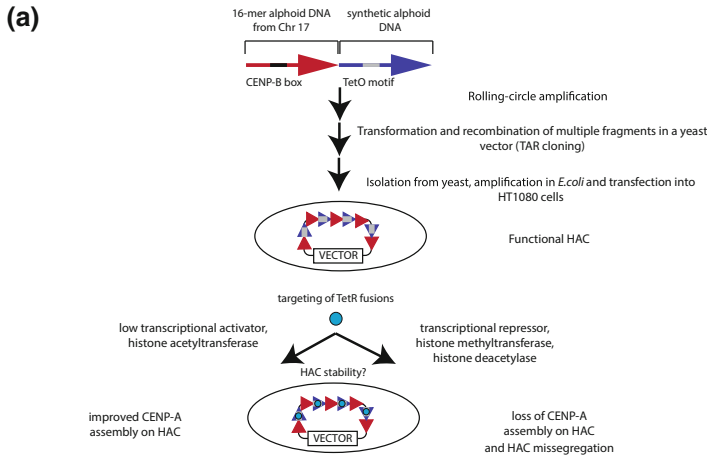 (a)
16-mer alphoid DNA
from Chr 17
synthetic alphoid
DNA
CENP-B box
TetO motif
Rolling-circle amplification
Transformation and recombination of multiple fragments in a yeast
vector (TAR cloning)
Isolation from yeast, amplification in E.coli and transfection into
HT1080 cells
VECTOR
Functional HAC
targeting of TetR fusions
low transcriptional activator,
histone acetyltransferase
transcriptional repressor,
histone methyltransferase,
histone deacetylase
HAC stability?
improved CENP-A
assembly on HAC
VECTOR
loss of CENP-A
assembly on HAC
and HAC missegregation